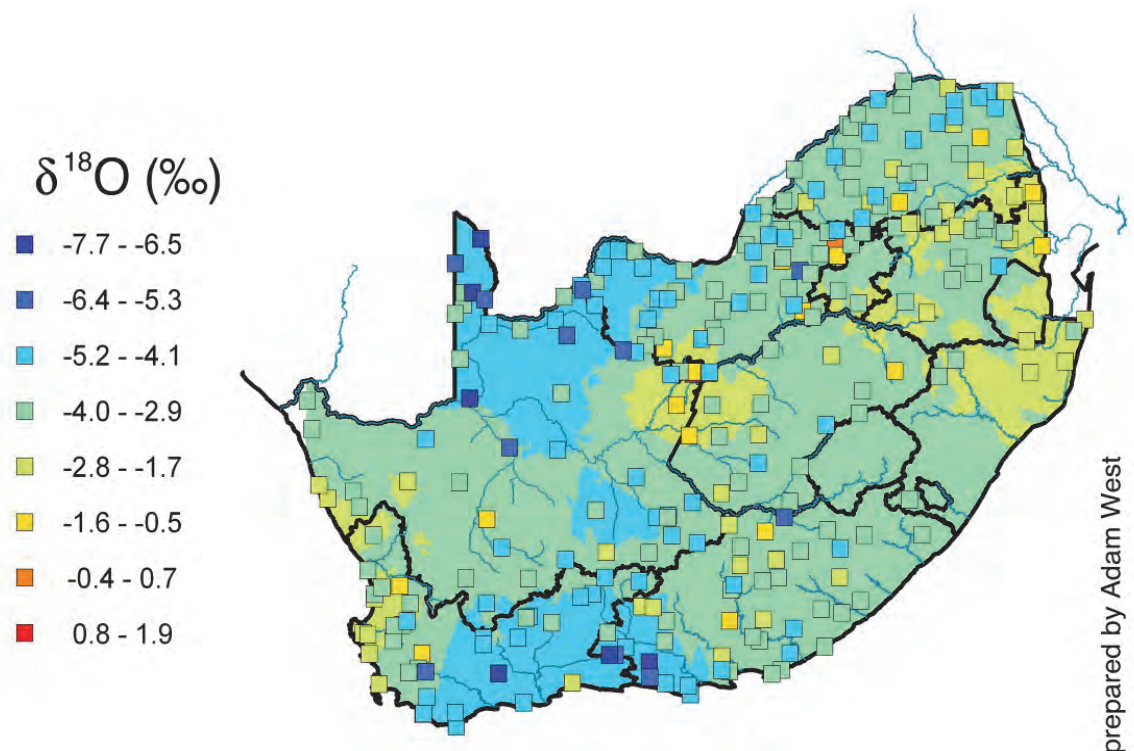 δ¹⁸O (‰)
-7.7 - -6.5
-6.4 - -5.3
-5.2 - -4.1
-4.0 - -2.9
-2.8 - -1.7
-1.6 - -0.5
-0.4 - 0.7
0.8 - 1.9
prepared by Adam West